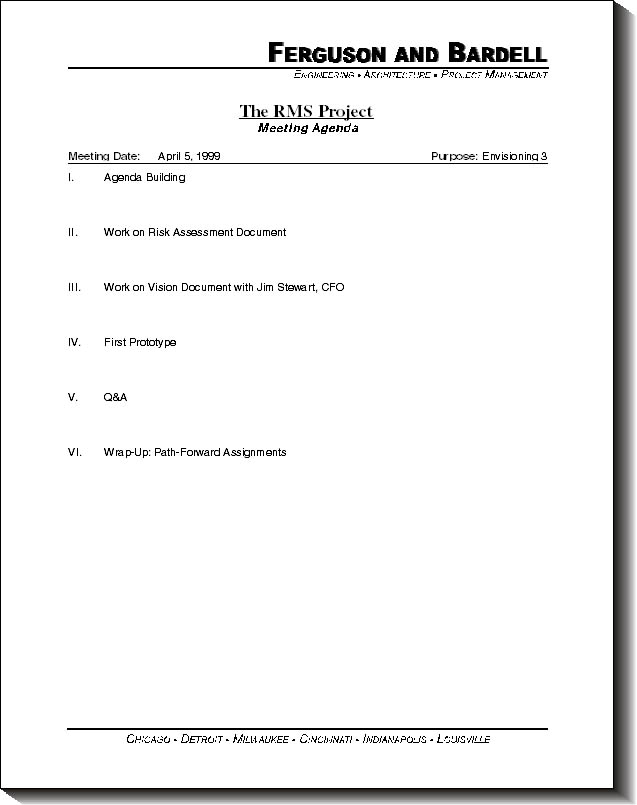 FERGUSON AND BARDELL
ENGINEERING • ARCHITECTURE • PROJECT MANAGEMENT
The RMS Project
Meeting Agenda
Meeting Date: April 5, 1999 Purpose: Envisioning 3
I. Agenda Building
II. Work on Risk Assessment Document
III. Work on Vision Document with Jim Stewart, CFO
IV. First Prototype
V. Q&A
VI. Wrap-Up: Path-Forward Assignments
CHICAGO • DETROIT • MILWAUKEE • CINCINNATI • INDIANAPOLIS • LOUISVILLE